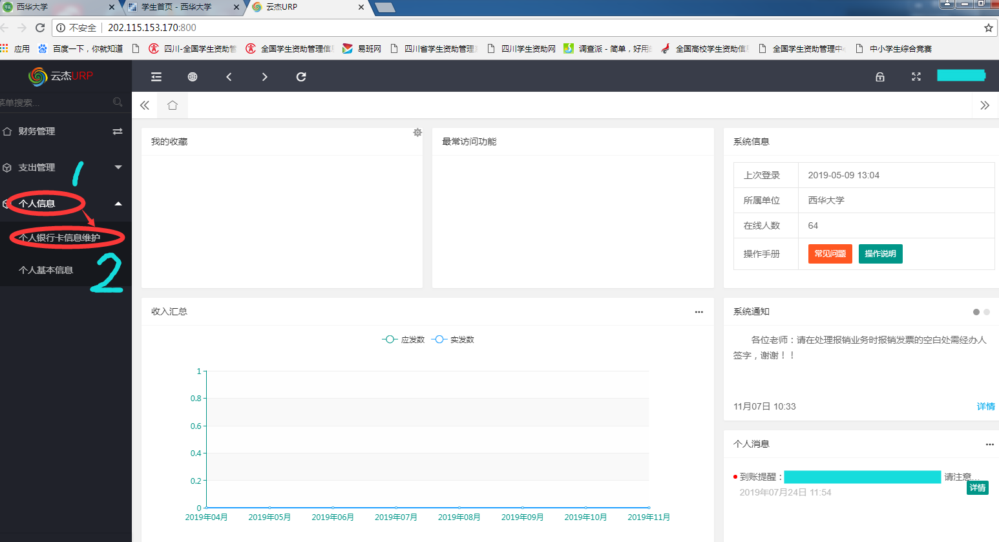 西华大学
学生首页 - 西华大学
云杰URP
不安全
202.115.153.170:800
应用
百度一下，你就知道
四川-全国学生资助管
全国学生资助管理信
易班网
四川省学生资助管理
四川学生资助网
调查派 - 简单，好用
全国高校学生资助信
全国学生资助管理中
中小学生综合竞赛
云杰URP
菜单搜索...
财务管理
支出管理
1
个人信息
个人银行卡信息维护
个人基本信息
2
我的收藏
最常访问功能
系统信息
上次登录 2019-05-09 13:04
所属单位 西华大学
在线人数 64
操作手册 常见问题 操作说明
收入汇总
应发数 实发数
1
0.8
0.6
0.4
0.2
0
2019年04月 2019年05月 2019年06月 2019年07月 2019年08月 2019年09月 2019年10月 2019年11月
系统通知
各位老师：请在处理报销业务时报销发票的空白处需经办人
签字，谢谢！！
11月07日 10:33 详情
个人消息
到账提醒： 请注意...
2019年07月24日 11:54
详情